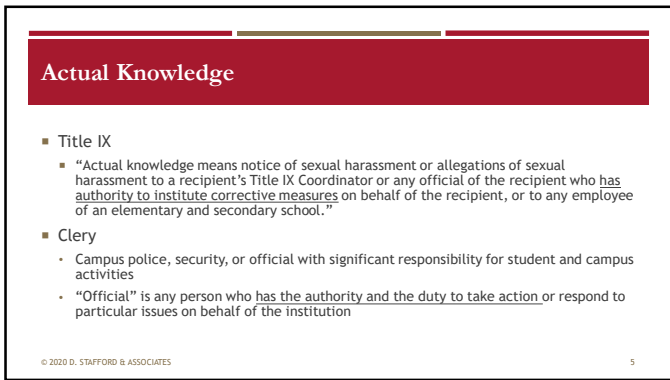 Actual Knowledge
▪ Title IX
▪ “Actual knowledge means notice of sexual harassment or allegations of sexual
harassment to a recipient’s Title IX Coordinator or any official of the recipient who has
authority to institute corrective measures on behalf of the recipient, or to any employee
of an elementary and secondary school.”
▪ Clery
• Campus police, security, or official with significant responsibility for student and campus
activities
• “Official” is any person who has the authority and the duty to take action or respond to
particular issues on behalf of the institution
© 2020 D. STAFFORD & ASSOCIATES
5